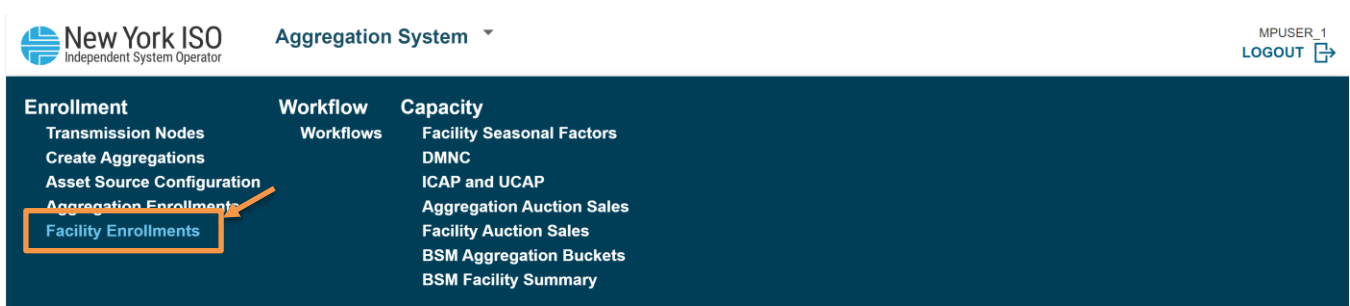 New York ISO
Independent System Operator
Aggregation System
MPUSER_1
LOGOUT
Enrollment
Transmission Nodes
Create Aggregations
Asset Source Configuration
Aggregation Enrollments
Facility Enrollments
Workflow
Workflows
Capacity
Facility Seasonal Factors
DMNC
ICAP and UCAP
Aggregation Auction Sales
Facility Auction Sales
BSM Aggregation Buckets
BSM Facility Summary